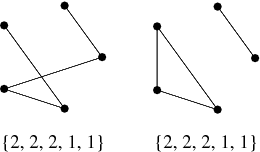 {2, 2, 2, 1, 1} {2, 2, 2, 1, 1}